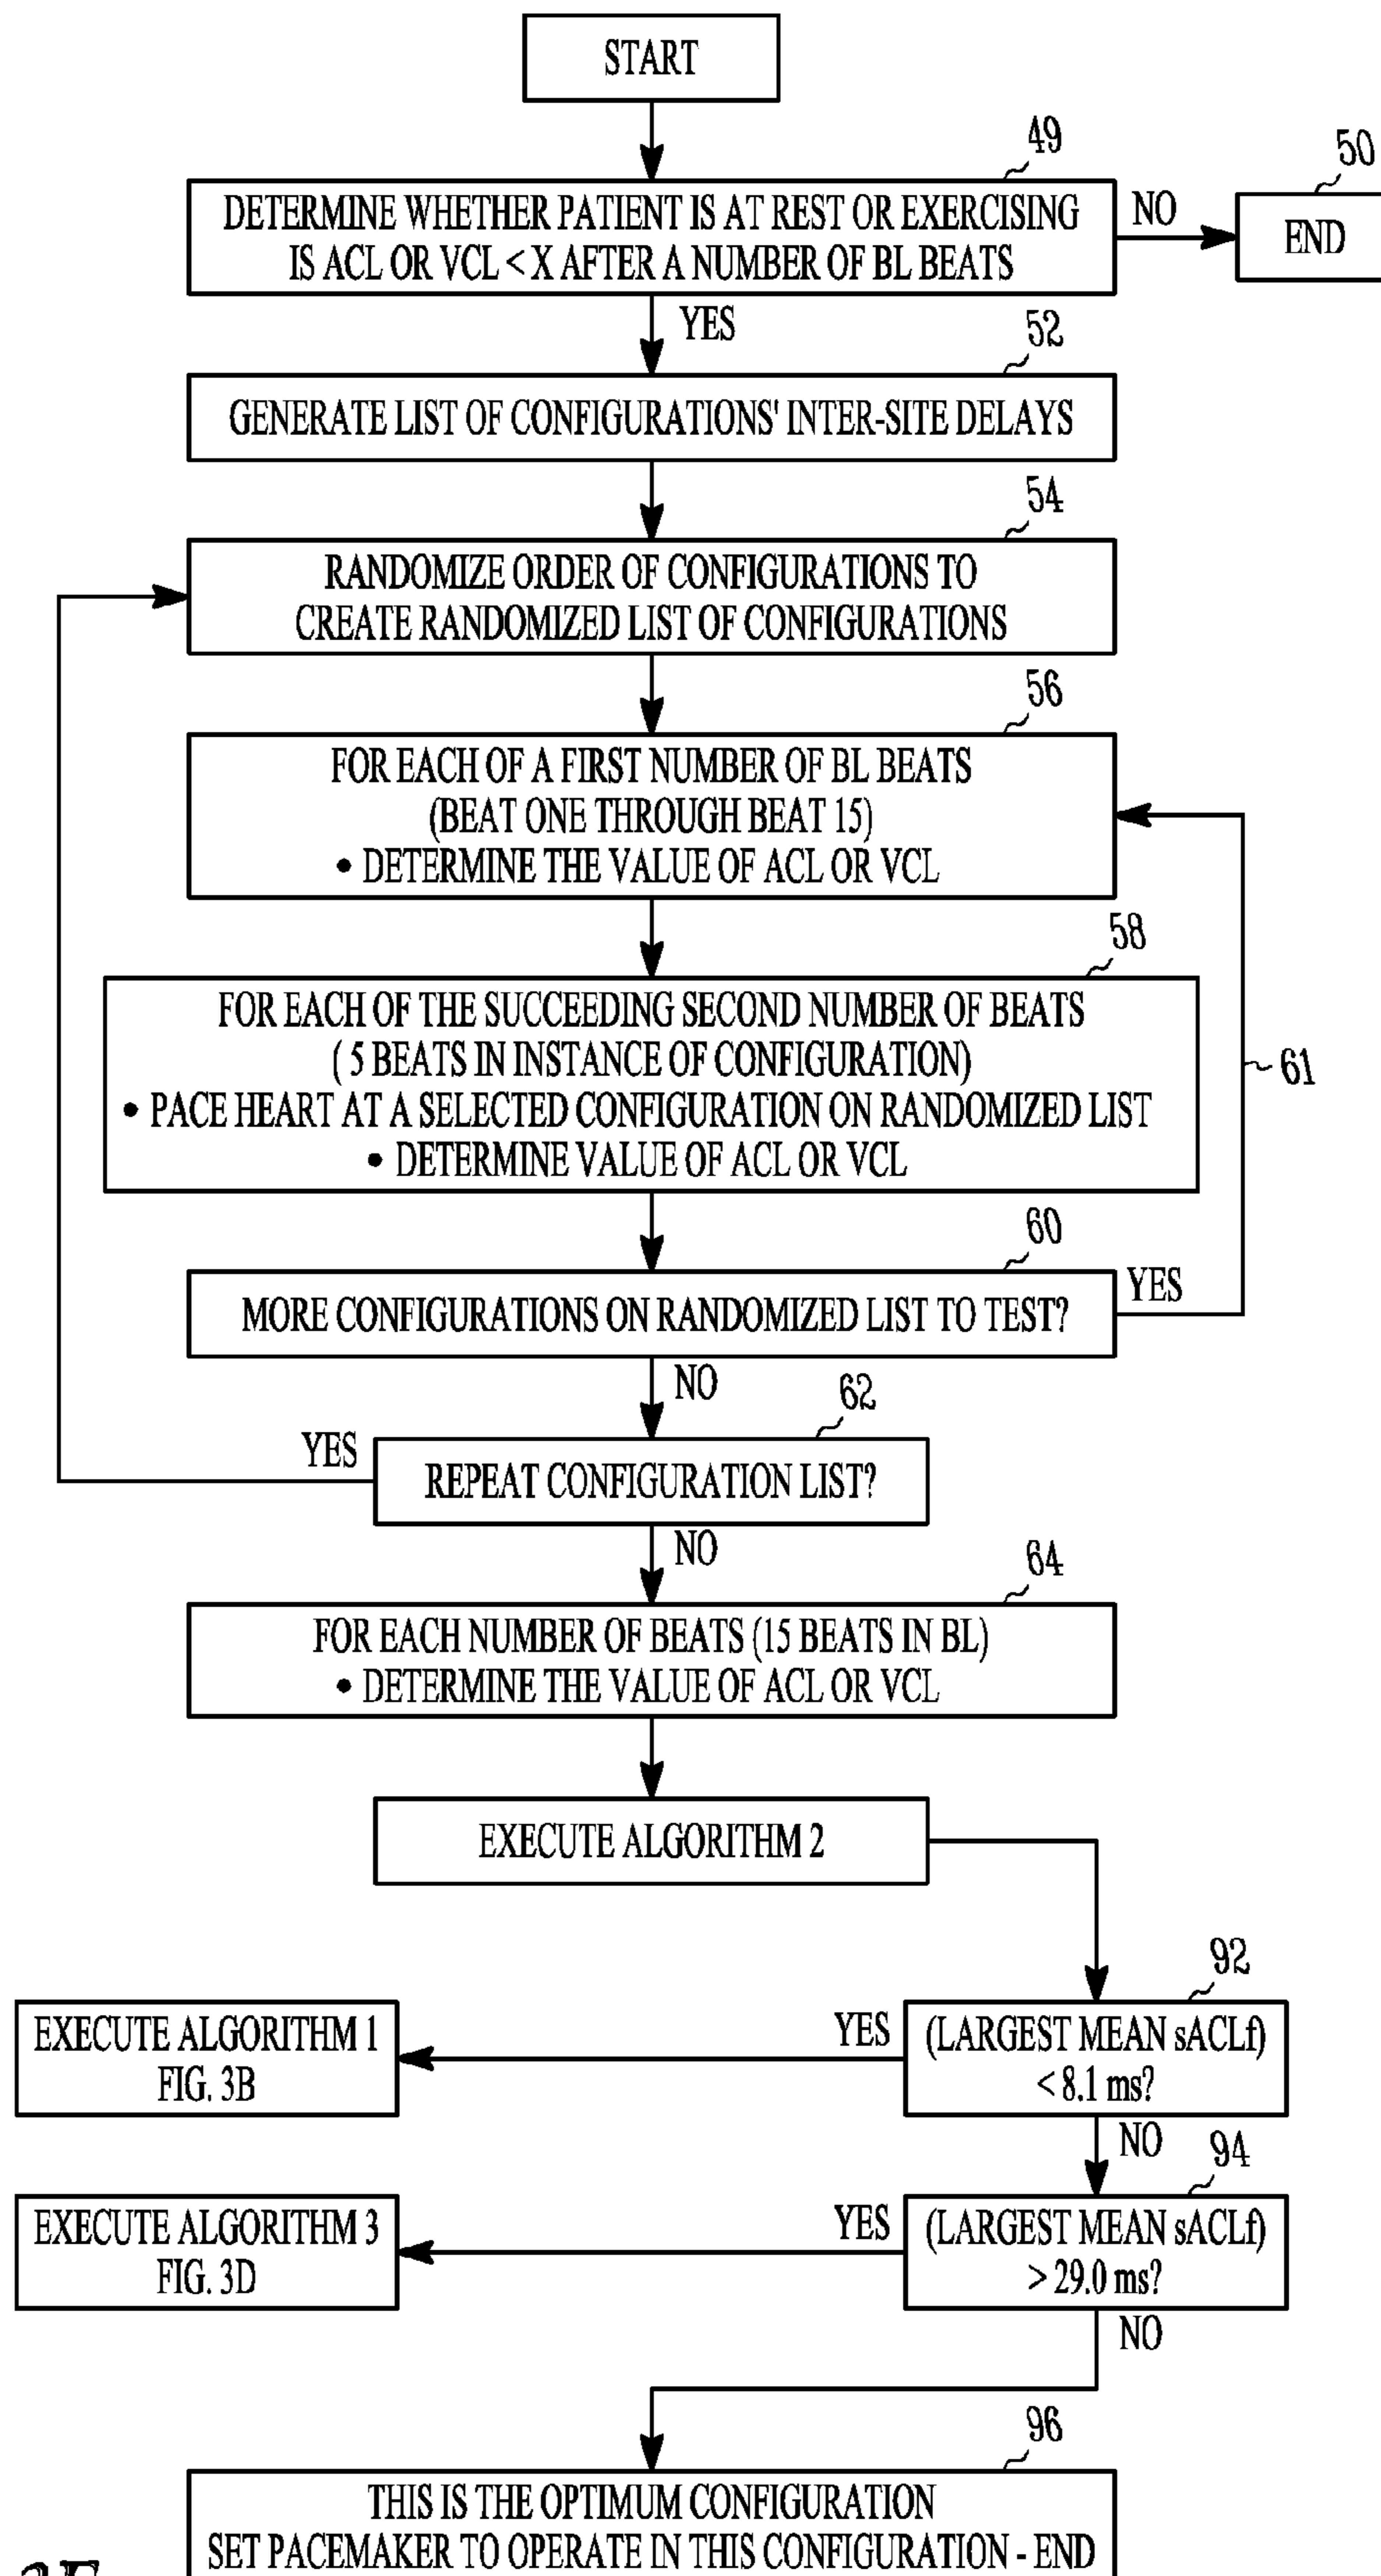 START
49
DETERMINE WHETHER PATIENT IS AT REST OR EXERCISING
IS ACL OR VCL < X AFTER A NUMBER OF BL BEATS
NO
50
END
YES
52
GENERATE LIST OF CONFIGURATIONS' INTER-SITE DELAYS
54
RANDOMIZE ORDER OF CONFIGURATIONS TO
CREATE RANDOMIZED LIST OF CONFIGURATIONS
56
FOR EACH OF A FIRST NUMBER OF BL BEATS
(BEAT ONE THROUGH BEAT 15)
• DETERMINE THE VALUE OF ACL OR VCL
58
FOR EACH OF THE SUCCEEDING SECOND NUMBER OF BEATS
( 5 BEATS IN INSTANCE OF CONFIGURATION)
• PACE HEART AT A SELECTED CONFIGURATION ON RANDOMIZED LIST
• DETERMINE VALUE OF ACL OR VCL
61
60
MORE CONFIGURATIONS ON RANDOMIZED LIST TO TEST?
YES
NO
62
YES
REPEAT CONFIGURATION LIST?
NO
64
FOR EACH NUMBER OF BEATS (15 BEATS IN BL)
• DETERMINE THE VALUE OF ACL OR VCL
EXECUTE ALGORITHM 2
92
(LARGEST MEAN sACLf)
< 8.1 ms?
YES
EXECUTE ALGORITHM 1
FIG. 3B
NO
94
(LARGEST MEAN sACLf)
> 29.0 ms?
YES
EXECUTE ALGORITHM 3
FIG. 3D
NO
96
THIS IS THE OPTIMUM CONFIGURATION
SET PACEMAKER TO OPERATE IN THIS CONFIGURATION - END